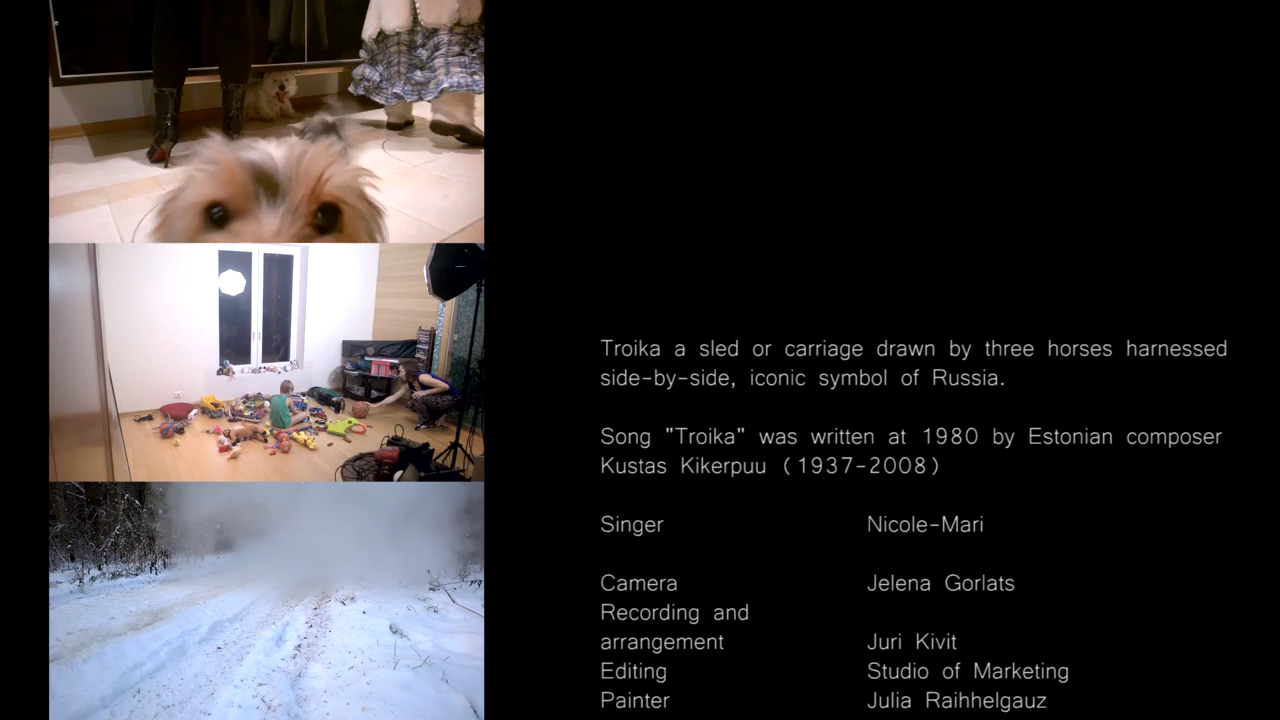 Troika a sled or carriage drawn by three horses harnessed
side-by-side, iconic symbol of Russia.
Song "Troika" was written at 1980 by Estonian composer
Kustas Kikerpuu (1937-2008)
Singer Nicole-Mari
Camera Jelena Gorlats
Recording and
arrangement Juri Kivit
Editing Studio of Marketing
Painter Julia Raihhelgauz